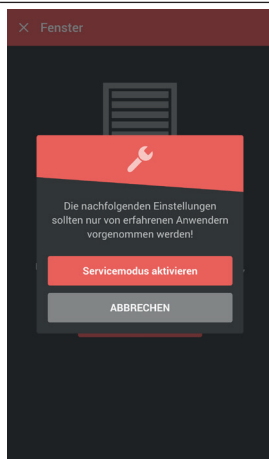 Fenster
Die nachfolgenden Einstellungen
sollten nur von erfahrenen Anwendern
vorgenommen werden!
Servicemodus aktivieren
ABBRECHEN